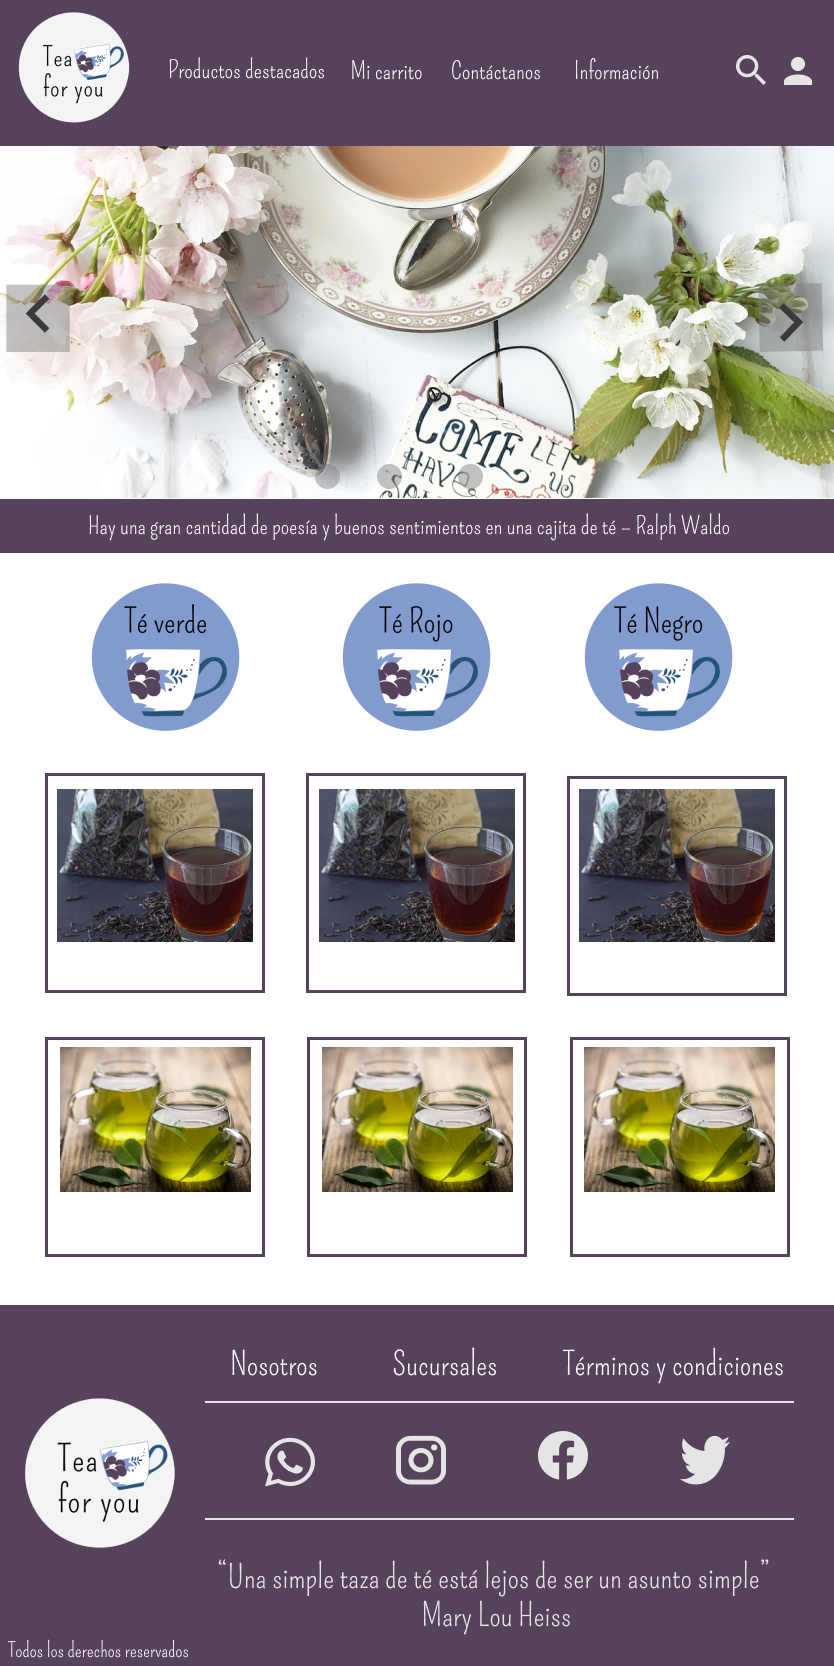 Tea
for you
Productos destacados
Mi carrito
Contáctanos
Información
COME LET
HAVE
SOM
US
Hay una gran cantidad de poesía y buenos sentimientos en una cajita de té – Ralph Waldo
Té verde
Té Rojo
Té Negro
Nosotros
Sucursales
Términos y condiciones
Tea
for you
“Una simple taza de té está lejos de ser un asunto simple”
Mary Lou Heiss
Todos los derechos reservados